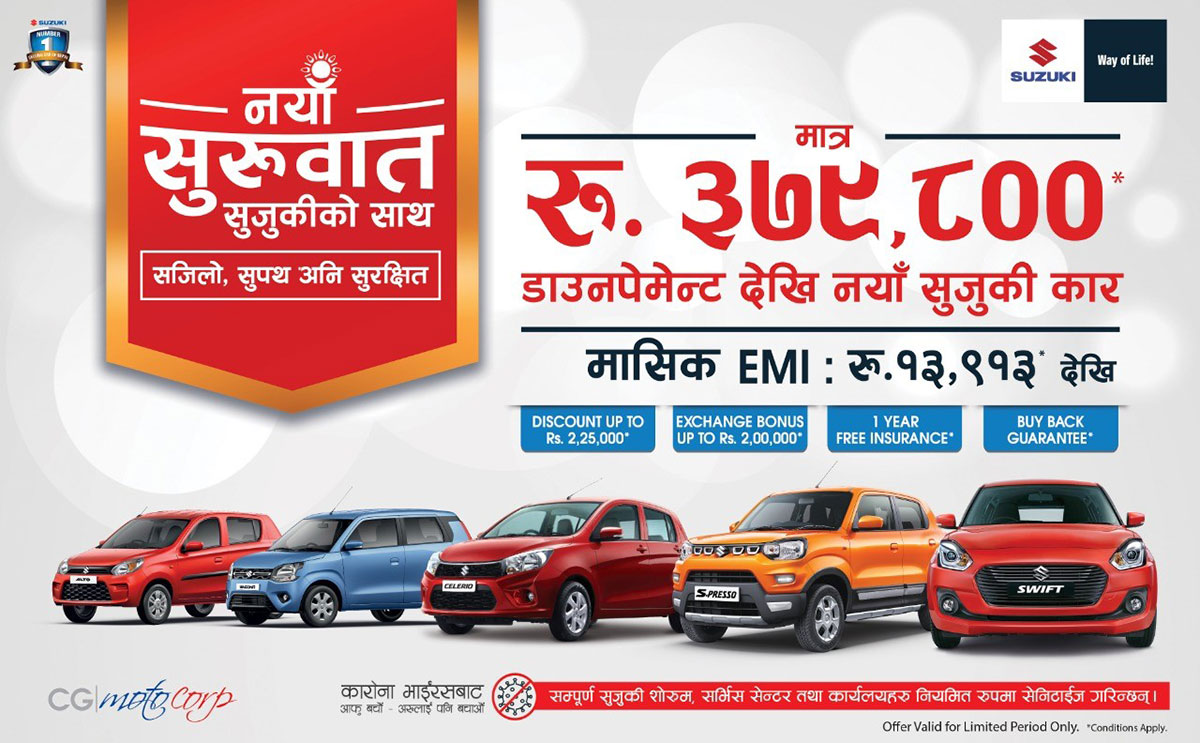 SUZUKI
NUMBER
1
नयाँ
सुरुवात
सुजुकीको साथ
सजिलो, सुपथ अनि सुरक्षित
SUZUKI
Way of Life!
मात्र
रू. ३७९,८००*
डाउनपेमेन्ट देखि नयाँ सुजुकी कार
मासिक EMI : रू.१३,९१३* देखि
DISCOUNT UP TO
Rs. 2,25,000*
EXCHANGE BONUS
UP TO Rs. 2,00,000*
1 YEAR
FREE INSURANCE*
BUY BACK
GUARANTEE*
ALTO
WAGONR
CELERIO
S-PRESSO
SWIFT
CG|motocorp
कारोना भाईरसबाट
आफु बचौं - अरुलाई पनि बचाऔं
सम्पूर्ण सुजुकी शोरुम, सर्भिस सेन्टर तथा कार्यलयहरु नियमित रुपमा सेनिटाईज गरिन्छन् ।
Offer Valid for Limited Period Only. *Conditions Apply.